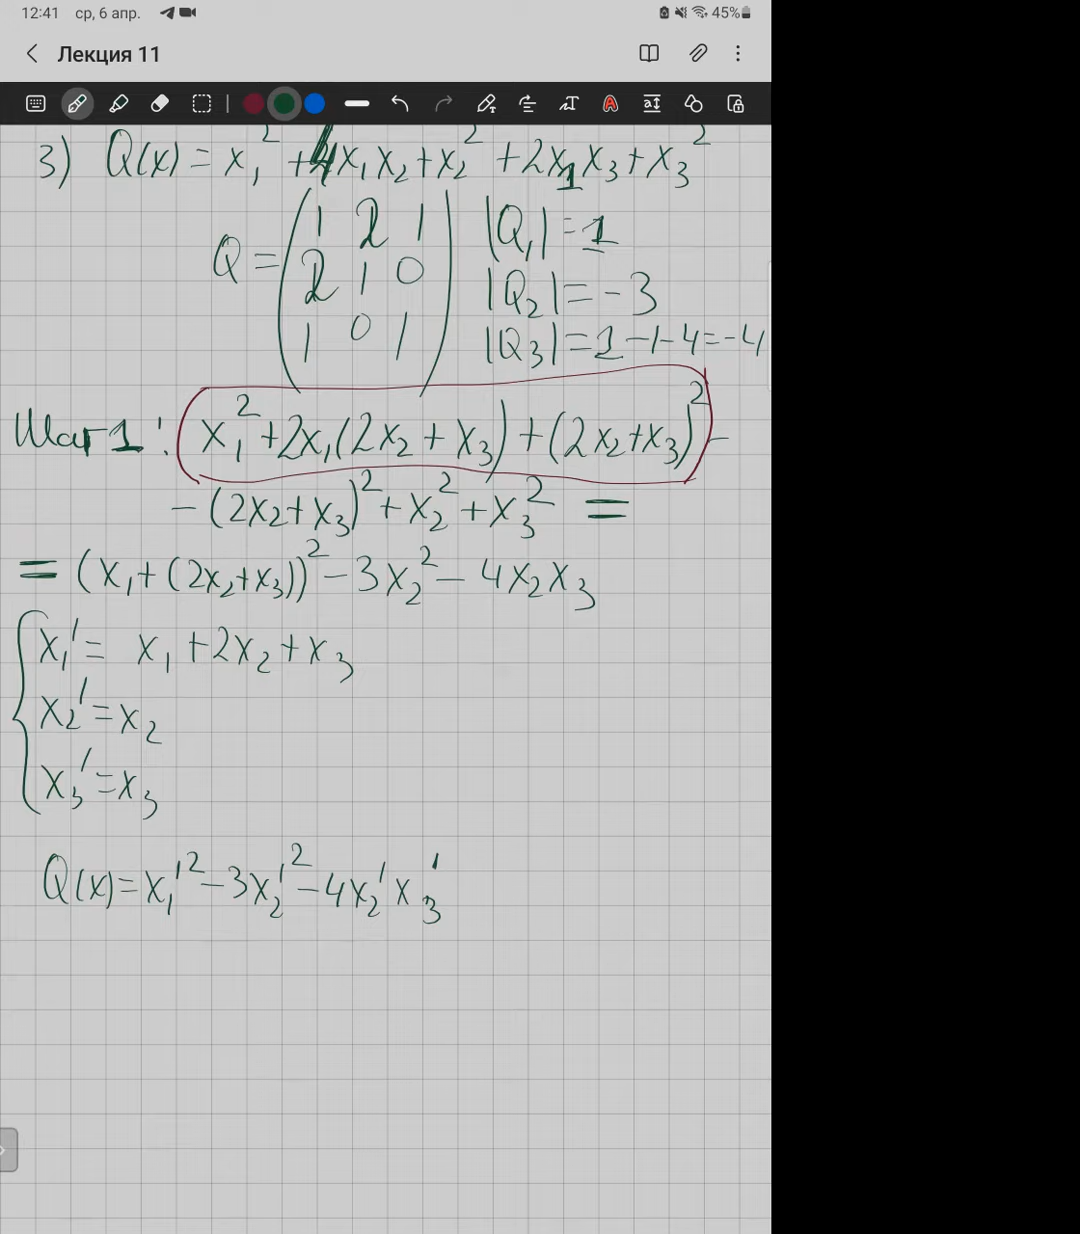 12:41 ср, 6 апр. 45%
Лекция 11
3) Q(x) = x₁² + 4x₁x₂ + x₂² + 2x₁x₃ + x₃²
Q = ( 1 2 1 |Q₁| = 1
2 1 0 |Q₂| = -3
1 0 1 ) |Q₃| = 1 - 1 - 4 = -4
Шаг 1: x₁² + 2x₁(2x₂ + x₃) + (2x₂ + x₃)² -
- (2x₂ + x₃)² + x₂² + x₃² =
= (x₁ + (2x₂ + x₃))² - 3x₂² - 4x₂x₃
{ x₁' = x₁ + 2x₂ + x₃
x₂' = x₂
x₃' = x₃
Q(x) = x₁'² - 3x₂'² - 4x₂'x₃'